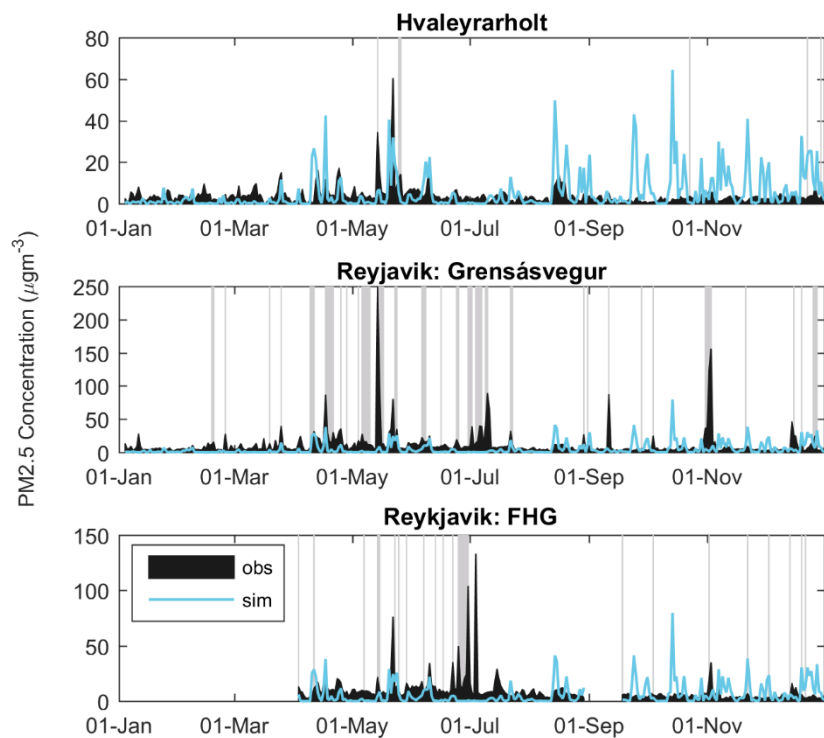 Hvaleyrarholt
80
60
40
20
0
01-Jan 01-Mar 01-May 01-Jul 01-Sep 01-Nov
Reyjavik: Grensásvegur
250
200
150
100
50
0
01-Jan 01-Mar 01-May 01-Jul 01-Sep 01-Nov
PM2.5 Concentration (μgm⁻³)
Reykjavik: FHG
150
100
50
0
obs
sim
01-Jan 01-Mar 01-May 01-Jul 01-Sep 01-Nov